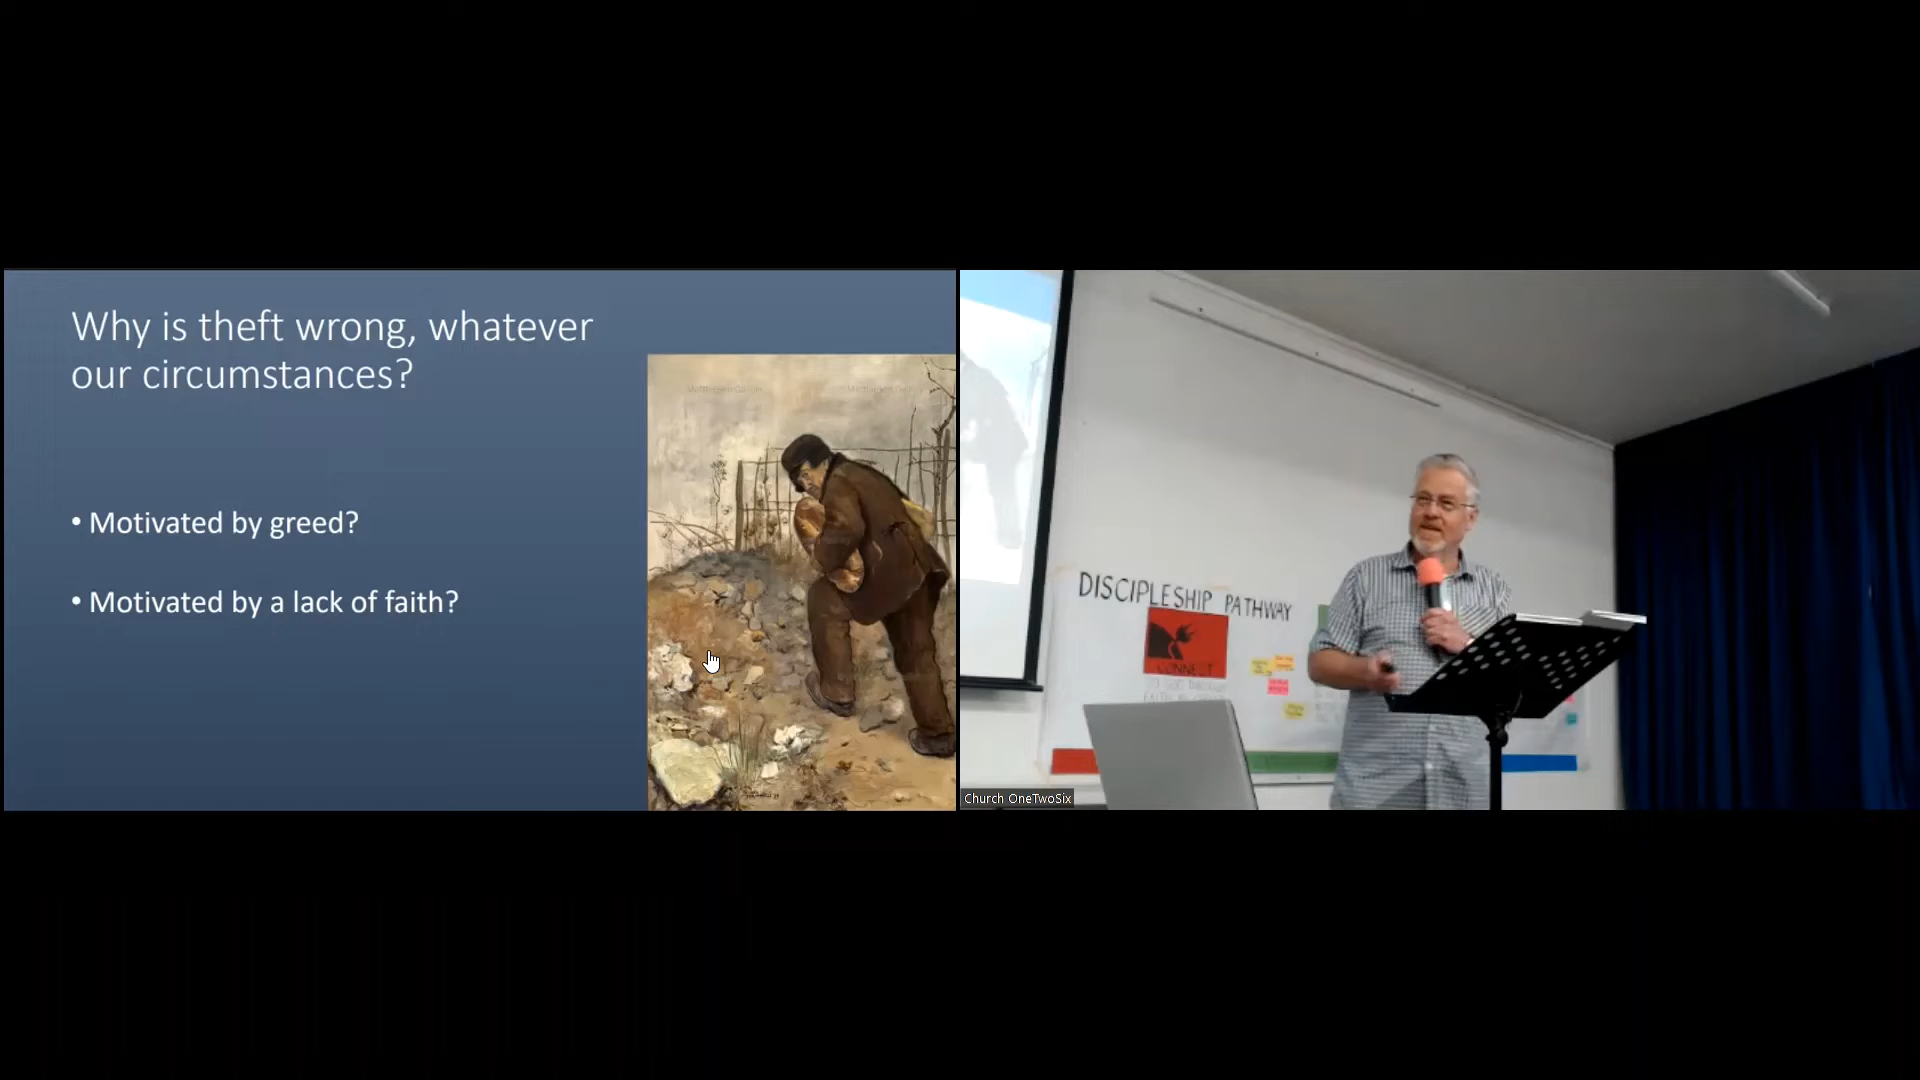 Why is theft wrong, whatever
our circumstances?
• Motivated by greed?
• Motivated by a lack of faith?
DISCIPLESHIP PATHWAY
CONNECT
Church OneTwoSix